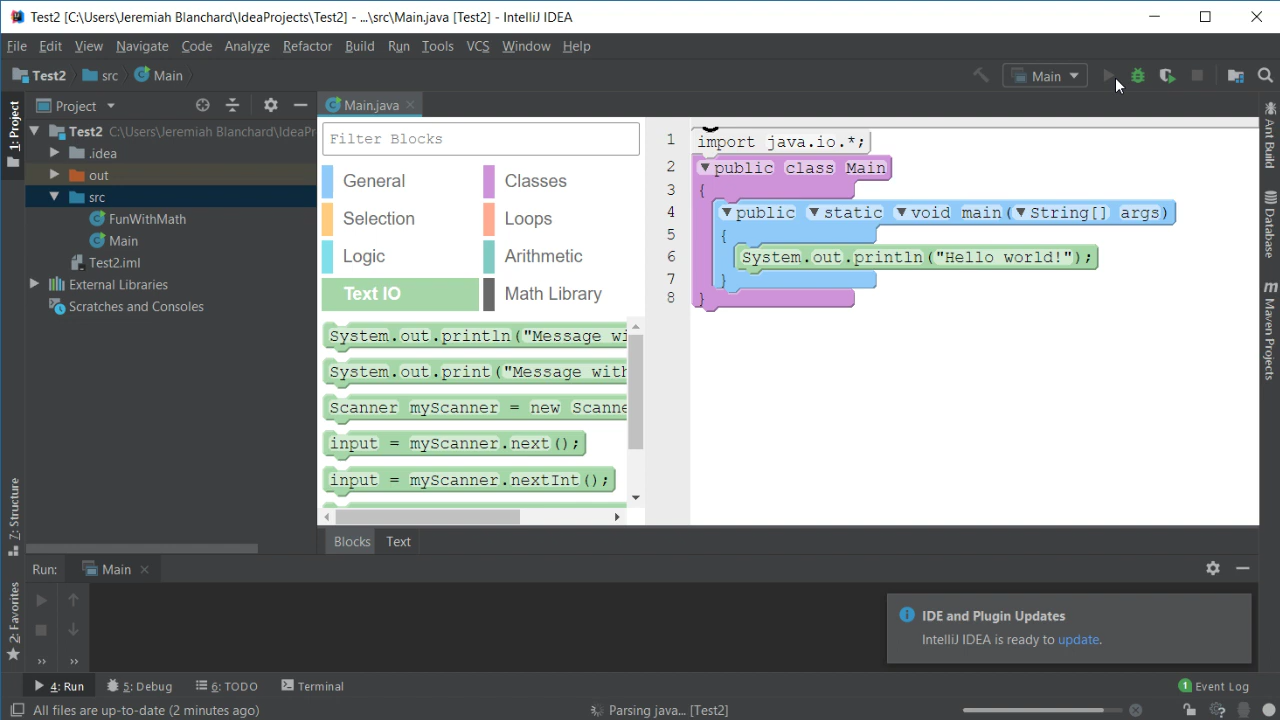 Test2 [C:\Users\Jeremiah Blanchard\IdeaProjects\Test2] - ...\src\Main.java [Test2] - IntelliJ IDEA
File Edit View Navigate Code Analyze Refactor Build Run Tools VCS Window Help
Test2 src Main
Main
1: Project
Project
Test2 C:\Users\Jeremiah Blanchard\IdeaPr
.idea
out
src
FunWithMath
Main
Test2.iml
External Libraries
Scratches and Consoles
7: Structure
2: Favorites
Main.java
Filter Blocks
General Classes
Selection Loops
Logic Arithmetic
Text IO Math Library
System.out.println("Message wi
System.out.print("Message with
Scanner myScanner = new Scanne
input = myScanner.next();
input = myScanner.nextInt();
1 import java.io.*;
2 public class Main
3 {
4 public static void main(String[] args)
5 {
6 System.out.println("Hello world!");
7 }
8 }
Ant Build
Database
Maven Projects
Blocks Text
Run: Main
IDE and Plugin Updates
IntelliJ IDEA is ready to update.
4: Run 5: Debug 6: TODO Terminal
1 Event Log
All files are up-to-date (2 minutes ago)
Parsing java... [Test2]